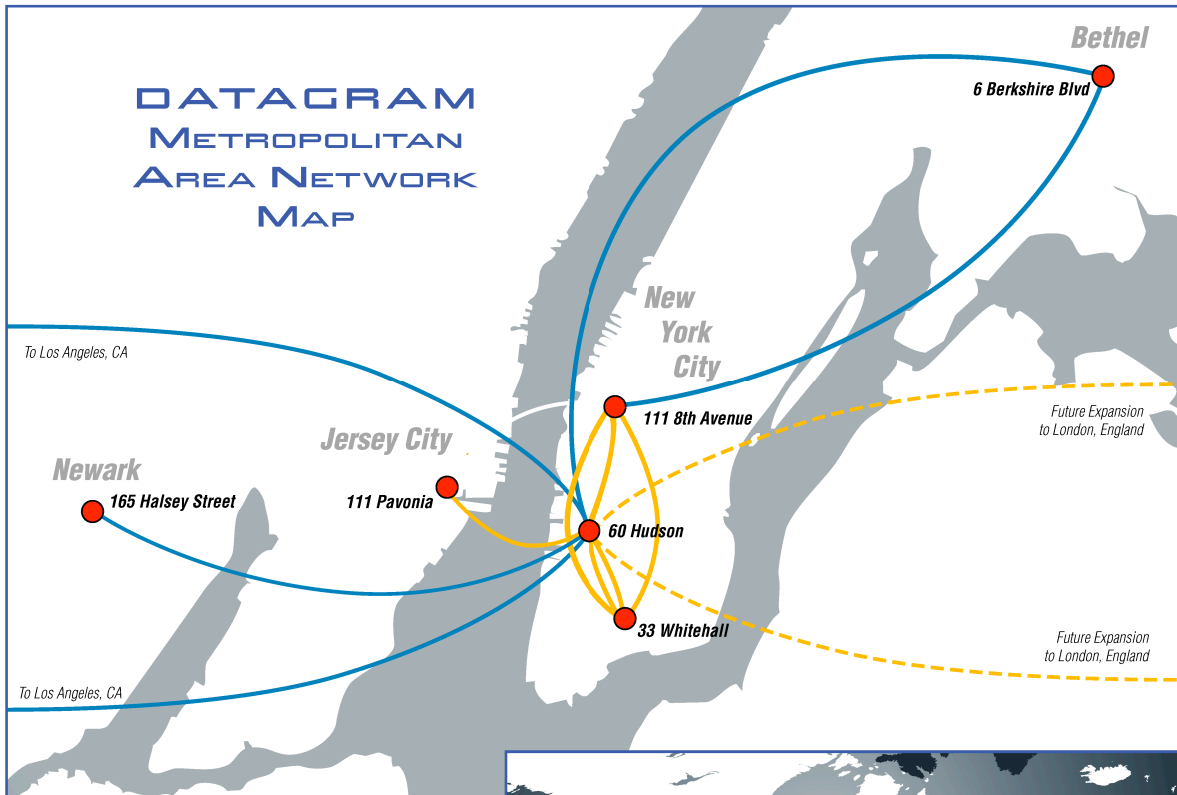 DATAGRAM
METROPOLITAN
AREA NETWORK
MAP
Bethel
6 Berkshire Blvd
New
York
City
To Los Angeles, CA
111 8th Avenue
Future Expansion
to London, England
Jersey City
Newark
111 Pavonia
165 Halsey Street
60 Hudson
33 Whitehall
Future Expansion
to London, England
To Los Angeles, CA